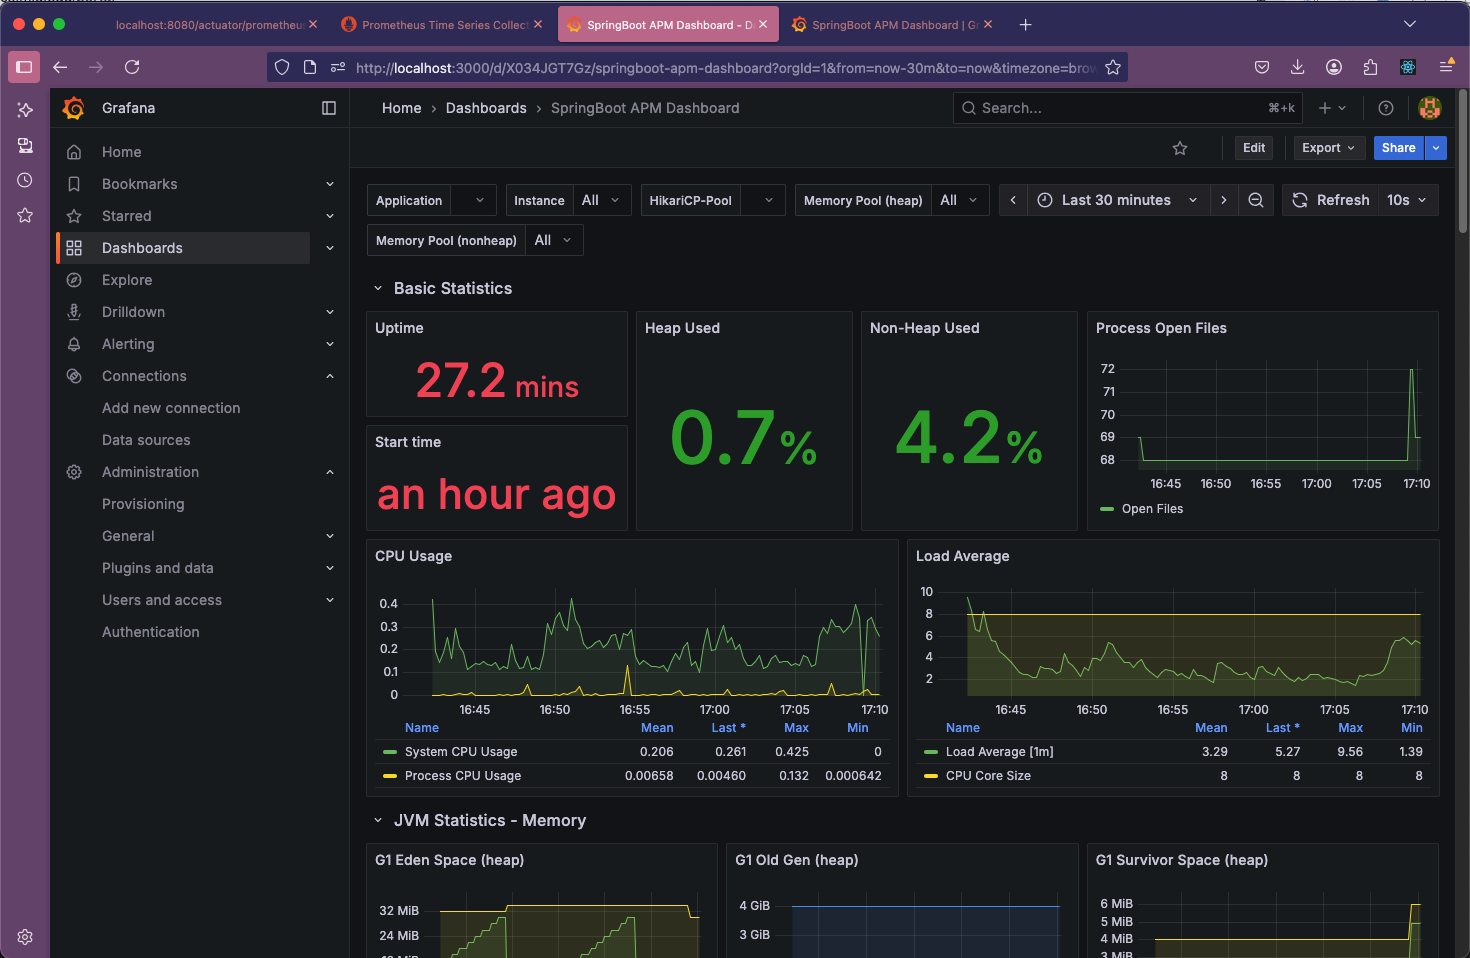 localhost:8080/actuator/prometheus
Prometheus Time Series Collect
SpringBoot APM Dashboard - D
SpringBoot APM Dashboard | G
http://localhost:3000/d/X034JGT7Gz/springboot-apm-dashboard?orgId=1&from=now-30m&to=now&timezone=brow
Grafana
Home › Dashboards › SpringBoot APM Dashboard
Search...
⌘+k
Edit
Export
Share
Home
Bookmarks
Starred
Dashboards
Explore
Drilldown
Alerting
Connections
Add new connection
Data sources
Administration
Provisioning
General
Plugins and data
Users and access
Authentication
Application
Instance All
HikariCP-Pool
Memory Pool (heap) All
Last 30 minutes
Refresh 10s
Memory Pool (nonheap) All
Basic Statistics
Uptime
27.2 mins
Start time
an hour ago
Heap Used
0.7%
Non-Heap Used
4.2%
Process Open Files
72
71
70
69
68
16:45 16:50 16:55 17:00 17:05 17:10
Open Files
CPU Usage
0.4
0.3
0.2
0.1
0
16:45 16:50 16:55 17:00 17:05 17:10
Name Mean Last * Max Min
System CPU Usage 0.206 0.261 0.425 0
Process CPU Usage 0.00658 0.00460 0.132 0.000642
Load Average
10
8
6
4
2
16:45 16:50 16:55 17:00 17:05 17:10
Name Mean Last * Max Min
Load Average [1m] 3.29 5.27 9.56 1.39
CPU Core Size 8 8 8 8
JVM Statistics - Memory
G1 Eden Space (heap)
32 MiB
24 MiB
G1 Old Gen (heap)
4 GiB
3 GiB
G1 Survivor Space (heap)
6 MiB
5 MiB
4 MiB
3 MiB